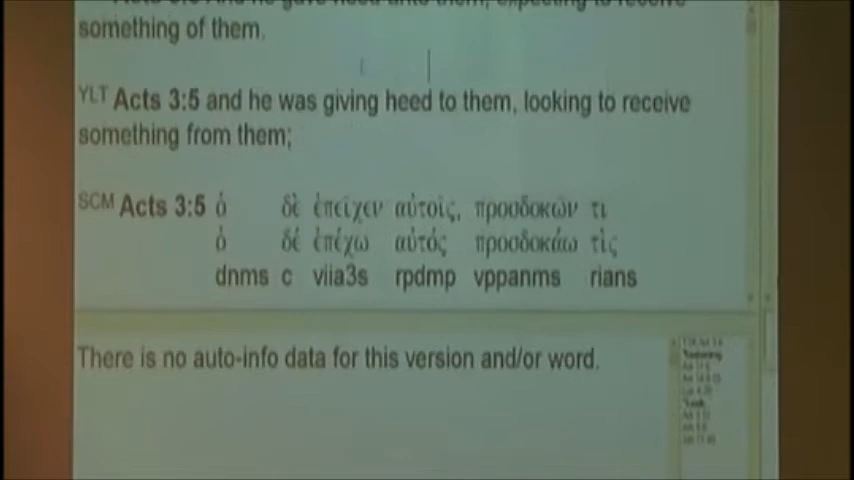 something of them.
YLT Acts 3:5 and he was giving heed to them, looking to receive
something from them;
SCM Acts 3:5 ὁ δὲ ἐπεῖχεν αὐτοῖς, προσδοκῶν τι
ὁ δέ ἐπέχω αὐτός προσδοκάω τὶς
dnms c viia3s rpdmp vppanms rians
There is no auto-info data for this version and/or word.